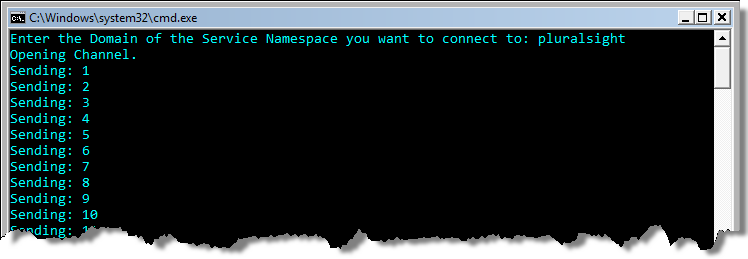 C:\Windows\system32\cmd.exe
Enter the Domain of the Service Namespace you want to connect to: pluralsight
Opening Channel.
Sending: 1
Sending: 2
Sending: 3
Sending: 4
Sending: 5
Sending: 6
Sending: 7
Sending: 8
Sending: 9
Sending: 10
Sending: